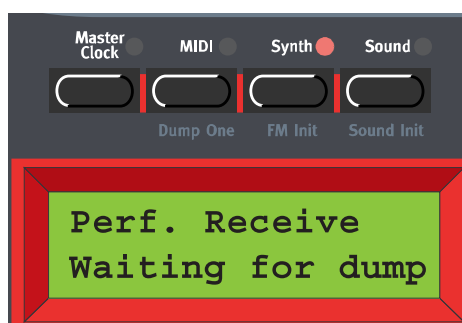 Master Clock MIDI Synth Sound
Dump One FM Init Sound Init
Perf. Receive
Waiting for dump